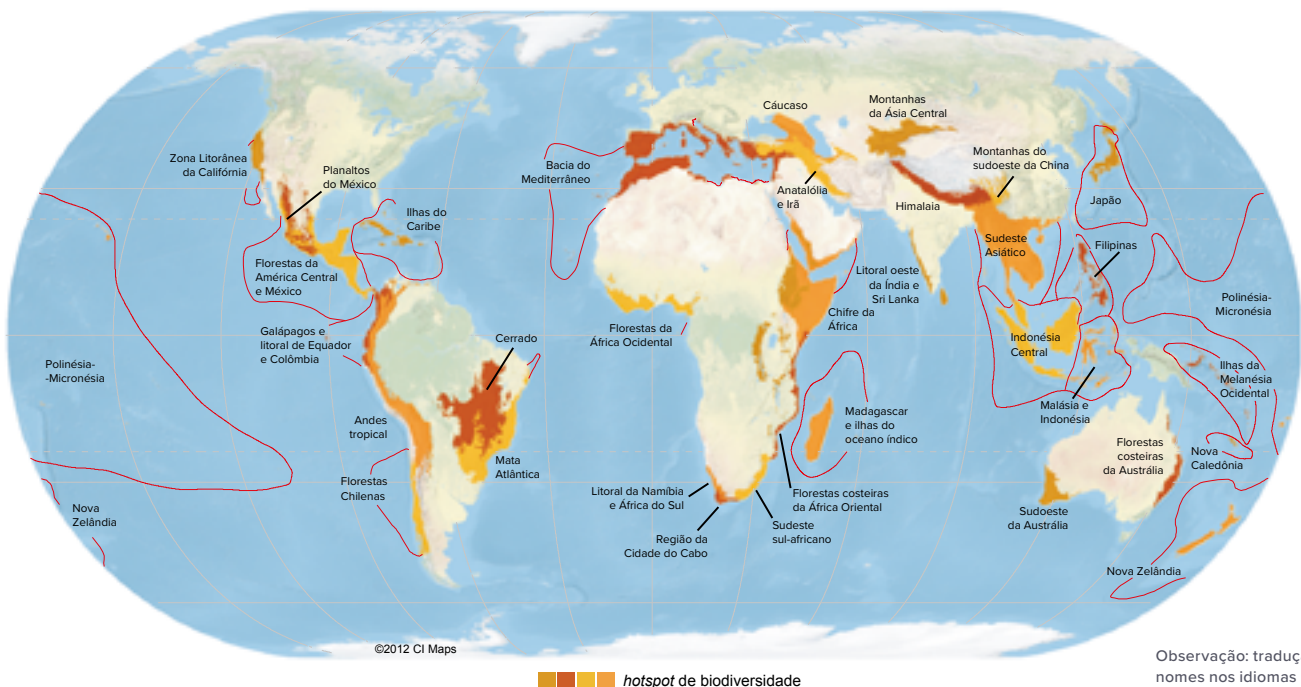 Cáucaso
Montanhas
da Ásia Central
Zona Litorânea
da Califórnia
Planaltos
do México
Bacia do
Mediterrâneo
Montanhas do
sudoeste da China
Anatalólia
e Irã
Himalaia
Japão
Ilhas do
Caribe
Sudeste
Asiático
Filipinas
Florestas da
América Central
e México
Litoral oeste
da Índia e
Sri Lanka
Polinésia-
Micronésia
Galápagos e
litoral de Equador
e Colômbia
Cerrado
Florestas da
África Ocidental
Chifre da
África
Indonésia
Central
Polinésia-
-Micronésia
Ilhas da
Melanésia
Ocidental
Andes
tropical
Madagascar
e ilhas do
oceano índico
Malásia e
Indonésia
Mata
Atlântica
Florestas
costeiras
da Austrália
Nova
Caledônia
Florestas
Chilenas
Litoral da Namíbia
e África do Sul
Florestas costeiras
da África Oriental
Nova
Zelândia
Região da
Cidade do Cabo
Sudeste
sul-africano
Sudoeste
da Austrália
Nova Zelândia
©2012 CI Maps
hotspot de biodiversidade
Observação: traduç
nomes nos idiomas